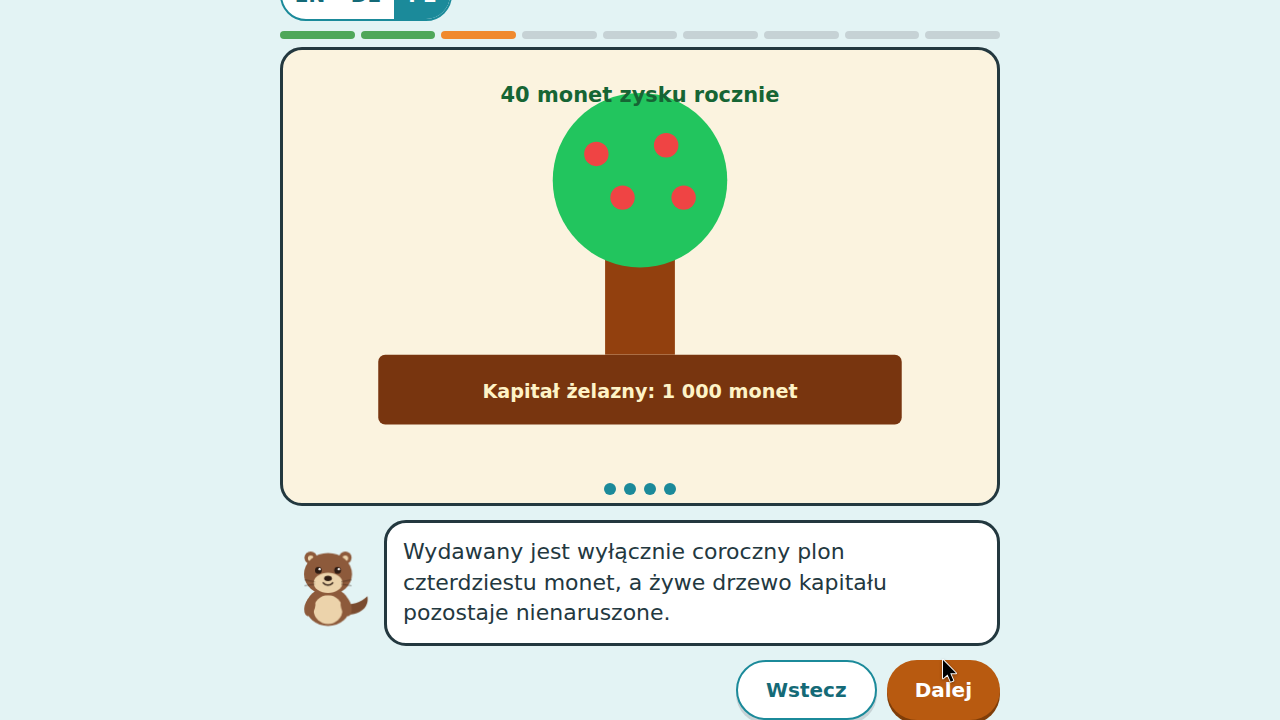 40 monet zysku rocznie
Kapitał żelazny: 1 000 monet
Wydawany jest wyłącznie coroczny plon
czterdziestu monet, a żywe drzewo kapitału
pozostaje nienaruszone.
Wstecz
Dalej